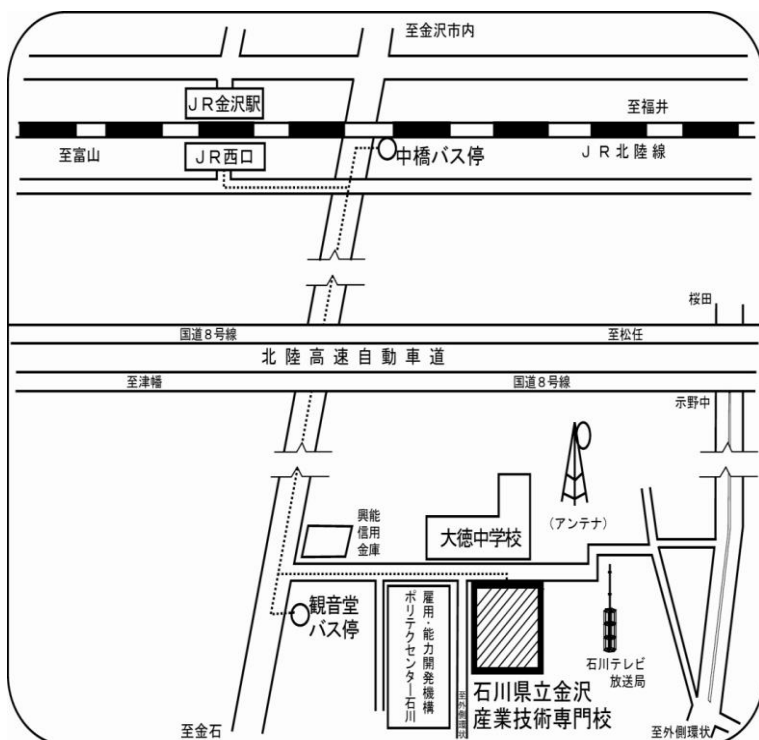 至金沢市内
JR金沢駅
至福井
至富山
JR西口
中橋バス停
JR北陸線
桜田
国道8号線
至松任
北陸高速自動車道
至津幡
国道8号線
示野中
興能
信用
金庫
大徳中学校
(アンテナ)
観音堂
バス停
雇用・能力開発機構
ポリテクセンター石川
石川テレビ
放送局
至外側環状
石川県立金沢
産業技術専門校
至金石
至外側環状